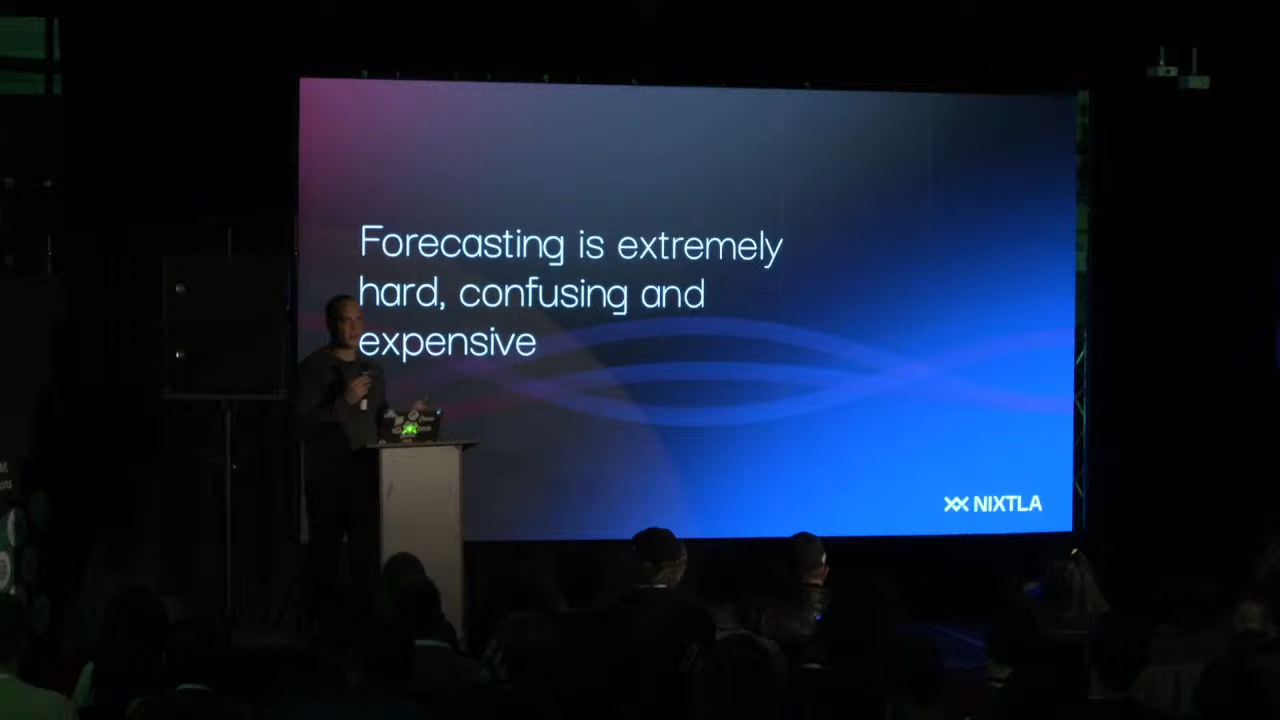 Forecasting is extremely
hard, confusing and
expensive
NIXTLA